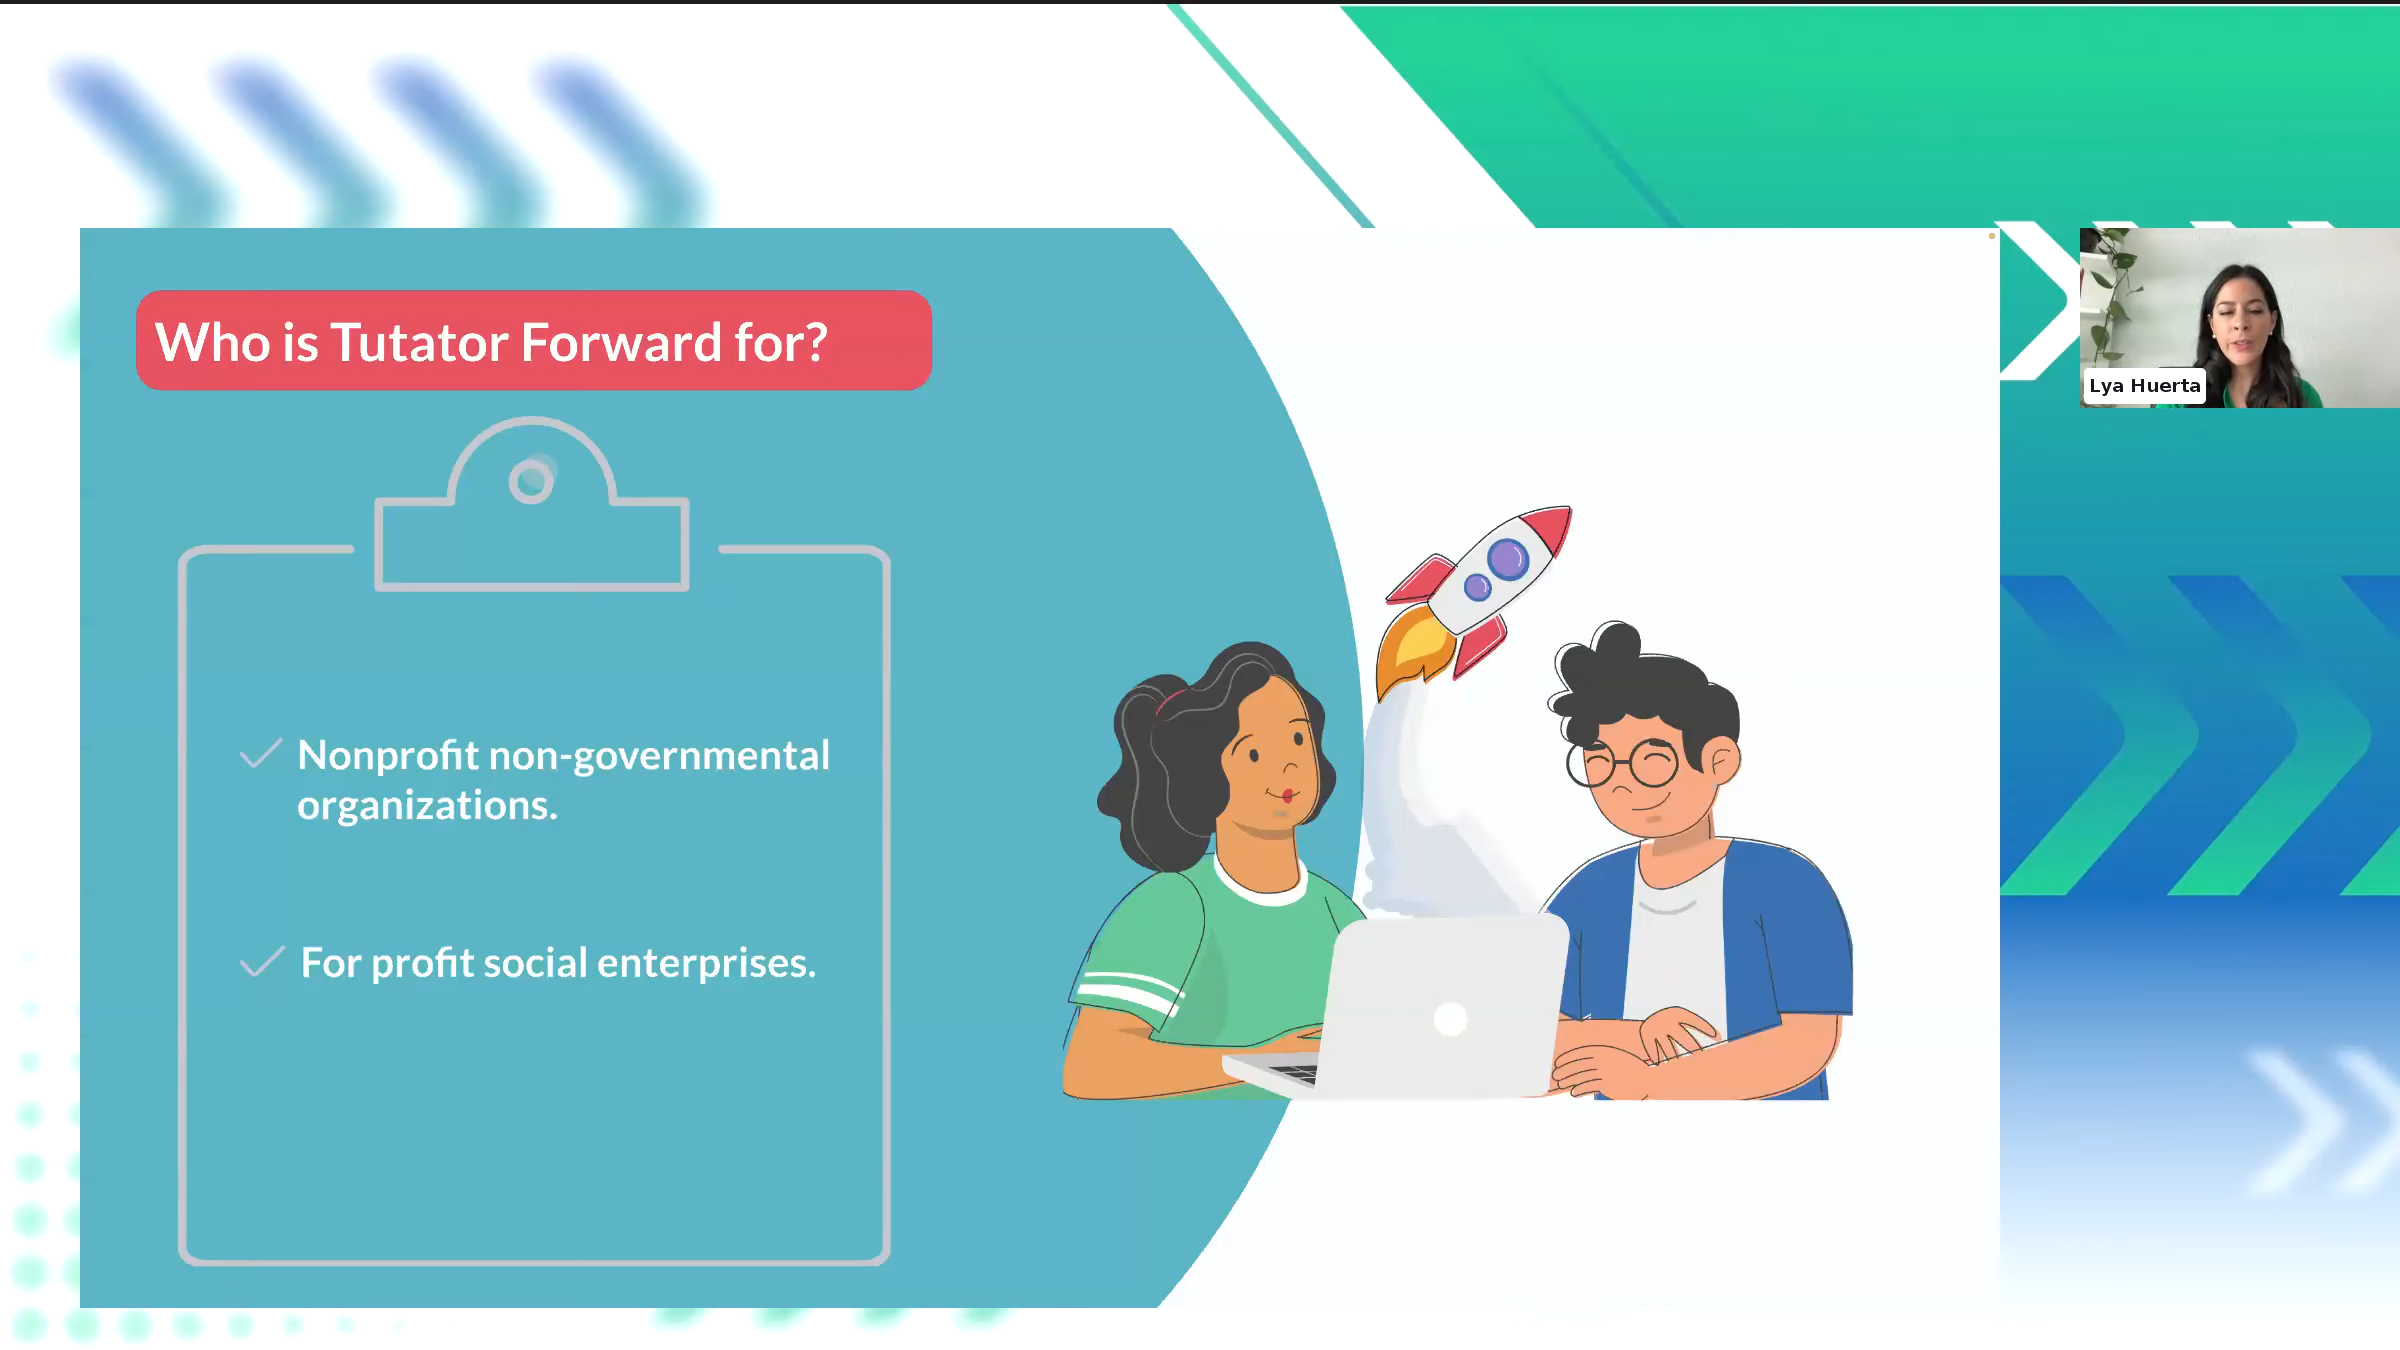 Who is Tutator Forward for?
Nonprofit non-governmental
organizations.
For profit social enterprises.
Lya Huerta